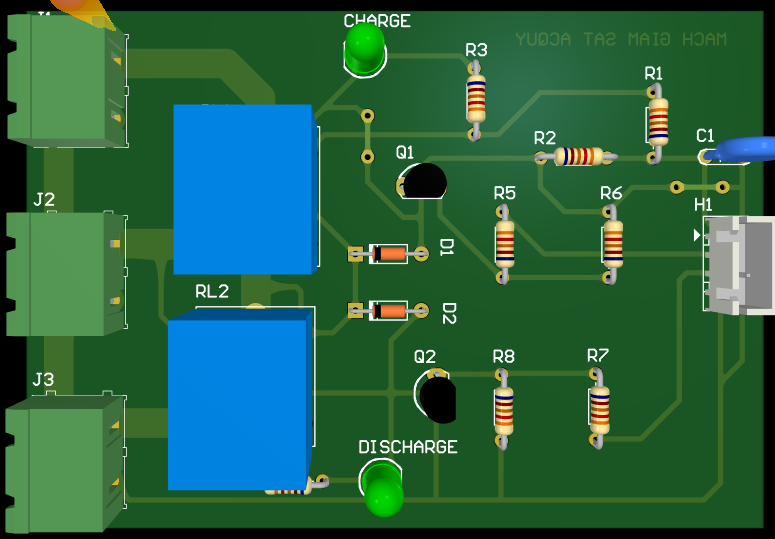 J1
CHARGE
MACH GIAM SAT ACQUY
R3
R1
R2
C1
Q1
J2
R5
R6
H1
D1
RL2
D2
Q2
R8
R7
J3
DISCHARGE